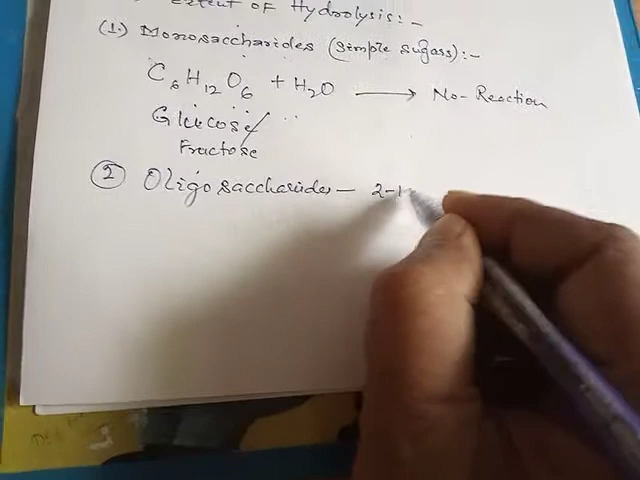 Extent of Hydrolysis:-
(1.) Monosaccharides (Simple Sugars):-
C6H12O6 + H2O ⟶ No-Reaction
Glucose/
Fructose
② Oligosaccharides — 2-1